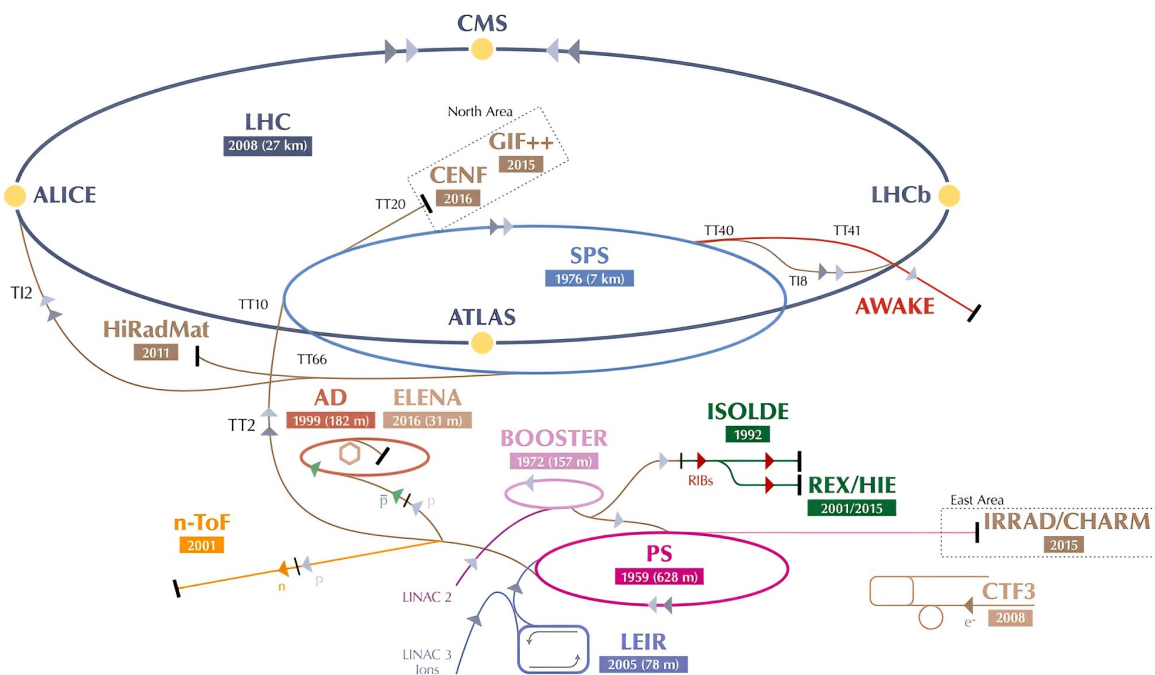 CMS
North Area
LHC
2008 (27 km)
GIF++
2015
CENF
2016
ALICE
LHCb
TT20
TT40
TT41
SPS
1976 (7 km)
TI8
TI2
TT10
AWAKE
ATLAS
HiRadMat
2011
TT66
AD
1999 (182 m)
ELENA
2016 (31 m)
TT2
ISOLDE
1992
BOOSTER
1972 (157 m)
RIBs
REX/HIE
2001/2015
p̅
p
East Area
n-ToF
2001
IRRAD/CHARM
2015
PS
1959 (628 m)
n
p
LINAC 2
CTF3
2008
e-
LEIR
2005 (78 m)
LINAC 3
Ions